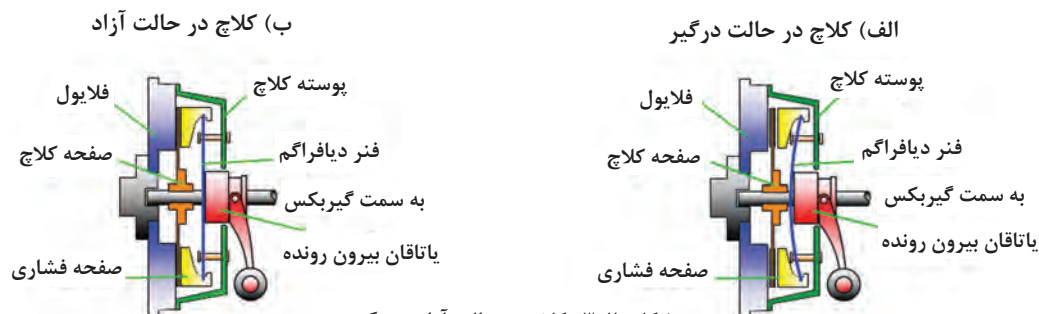 الف) کلاچ در حالت درگیر
پوسته کلاچ
فلایول
فنر دیافراگم
صفحه کلاچ
به سمت گیربکس
یاتاقان بیرون رونده
صفحه فشاری
ب) کلاچ در حالت آزاد
پوسته کلاچ
فلایول
فنر دیافراگم
صفحه کلاچ
به سمت گیربکس
یاتاقان بیرون رونده
صفحه فشاری